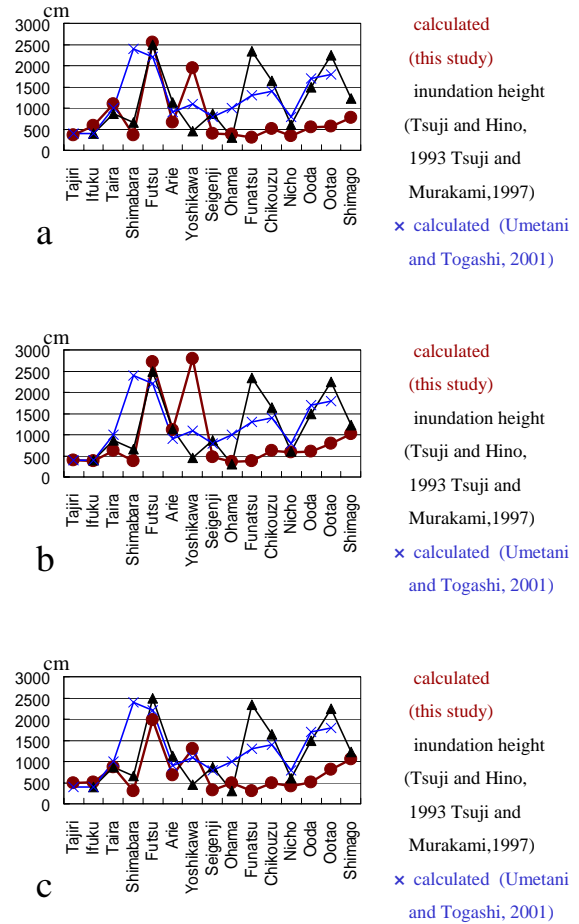 cm
3000
2500
2000
1500
1000
500
0
Tajiri
Ifuku
Taira
Shimabara
Futsu
Arie
Yoshikawa
Seigenji
Ohama
Funatsu
Chikouzu
Nicho
Ooda
Ootao
Shimago
a
calculated
(this study)
inundation height
(Tsuji and Hino,
1993 Tsuji and
Murakami,1997)
× calculated (Umetani
and Togashi, 2001)
cm
3000
2500
2000
1500
1000
500
0
Tajiri
Ifuku
Taira
Shimabara
Futsu
Arie
Yoshikawa
Seigenji
Ohama
Funatsu
Chikouzu
Nicho
Ooda
Ootao
Shimago
b
calculated
(this study)
inundation height
(Tsuji and Hino,
1993 Tsuji and
Murakami,1997)
× calculated (Umetani
and Togashi, 2001)
cm
3000
2500
2000
1500
1000
500
0
Tajiri
Ifuku
Taira
Shimabara
Futsu
Arie
Yoshikawa
Seigenji
Ohama
Funatsu
Chikouzu
Nicho
Ooda
Ootao
Shimago
c
calculated
(this study)
inundation height
(Tsuji and Hino,
1993 Tsuji and
Murakami,1997)
× calculated (Umetani
and Togashi, 2001)